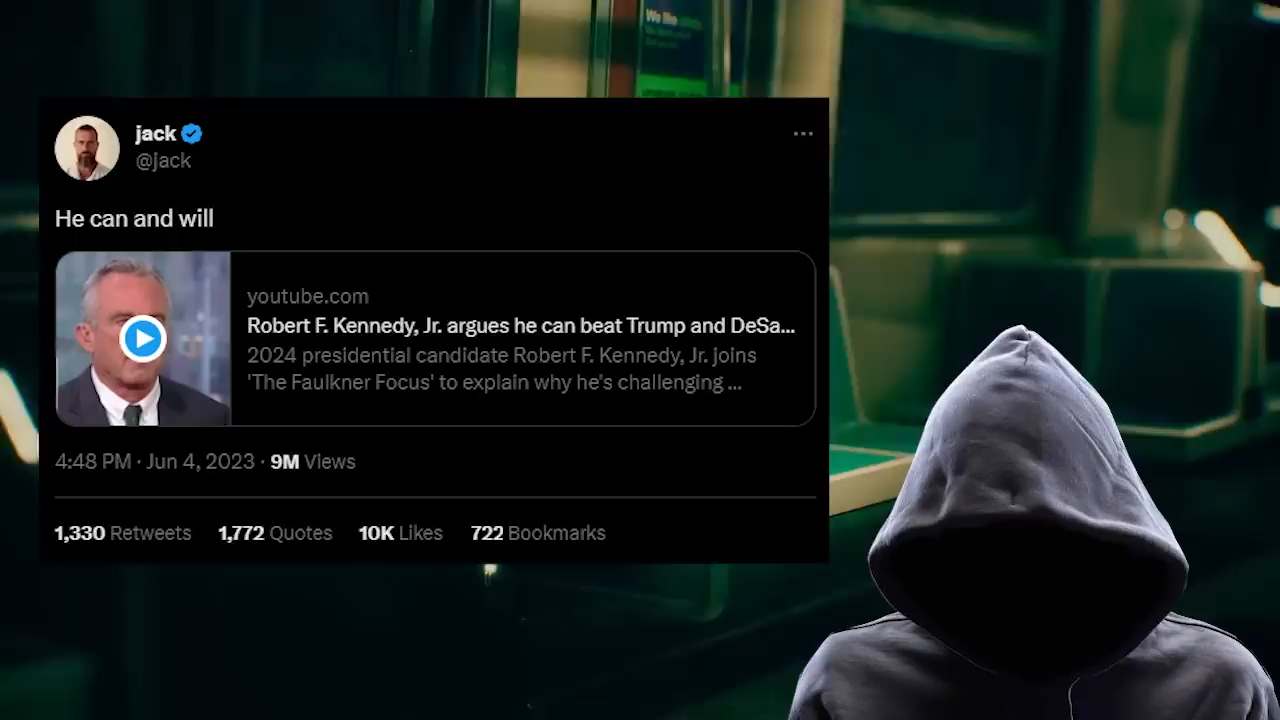 We like
jack
@jack
He can and will
youtube.com
Robert F. Kennedy, Jr. argues he can beat Trump and DeSa...
2024 presidential candidate Robert F. Kennedy, Jr. joins
'The Faulkner Focus' to explain why he's challenging ...
4:48 PM · Jun 4, 2023 · 9M Views
1,330 Retweets 1,772 Quotes 10K Likes 722 Bookmarks